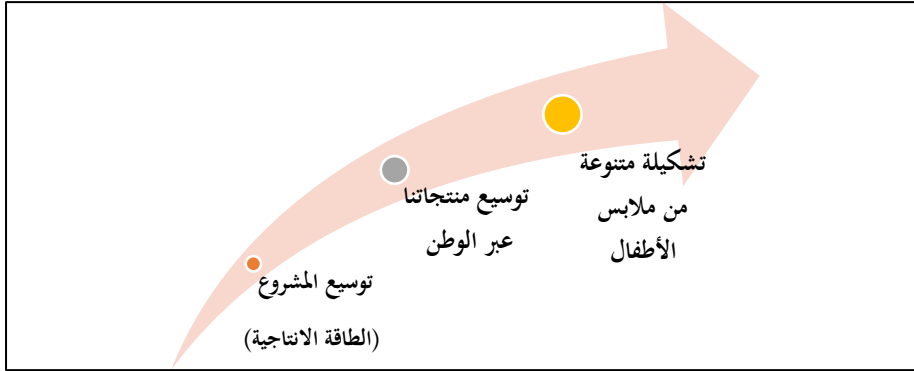 تشكيلة متنوعة
من ملابس
الأطفال
توسيع منتجاتنا
عبر الوطن
توسيع المشروع
(الطاقة الانتاجية)